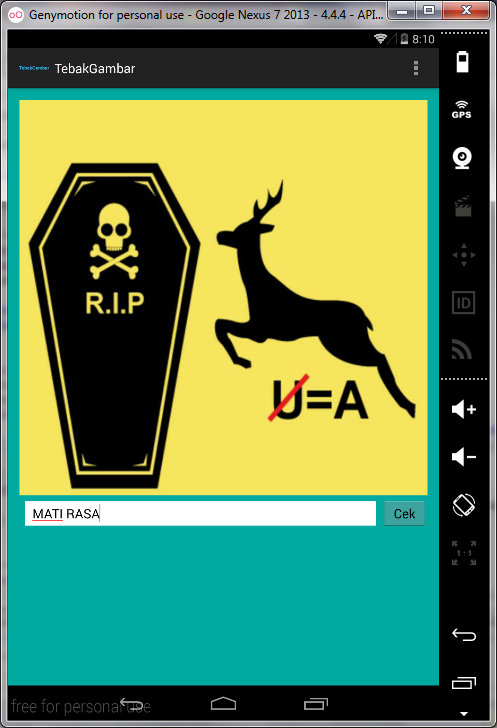 Genymotion for personal use - Google Nexus 7 2013 - 4.4.4 - API...
8:10
TebakGambar
TebakGambar
GPS
R.I.P
U=A
MATI RASA
Cek
ID
+
-
1:1
free for personal use